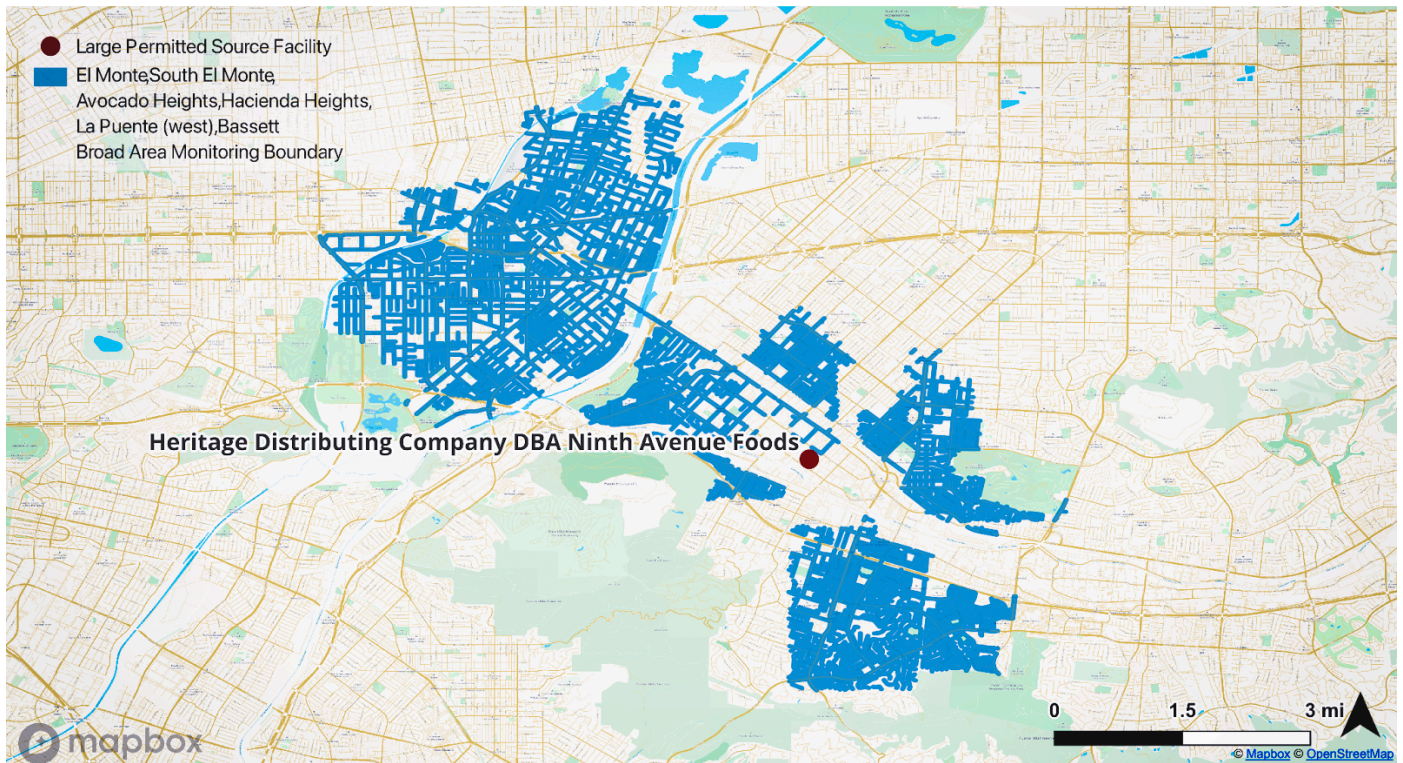 Large Permitted Source Facility
El Monte,South El Monte,
Avocado Heights,Hacienda Heights,
La Puente (west),Bassett
Broad Area Monitoring Boundary
Heritage Distributing Company DBA Ninth Avenue Foods
0 1.5 3 mi
mapbox
© Mapbox © OpenStreetMap